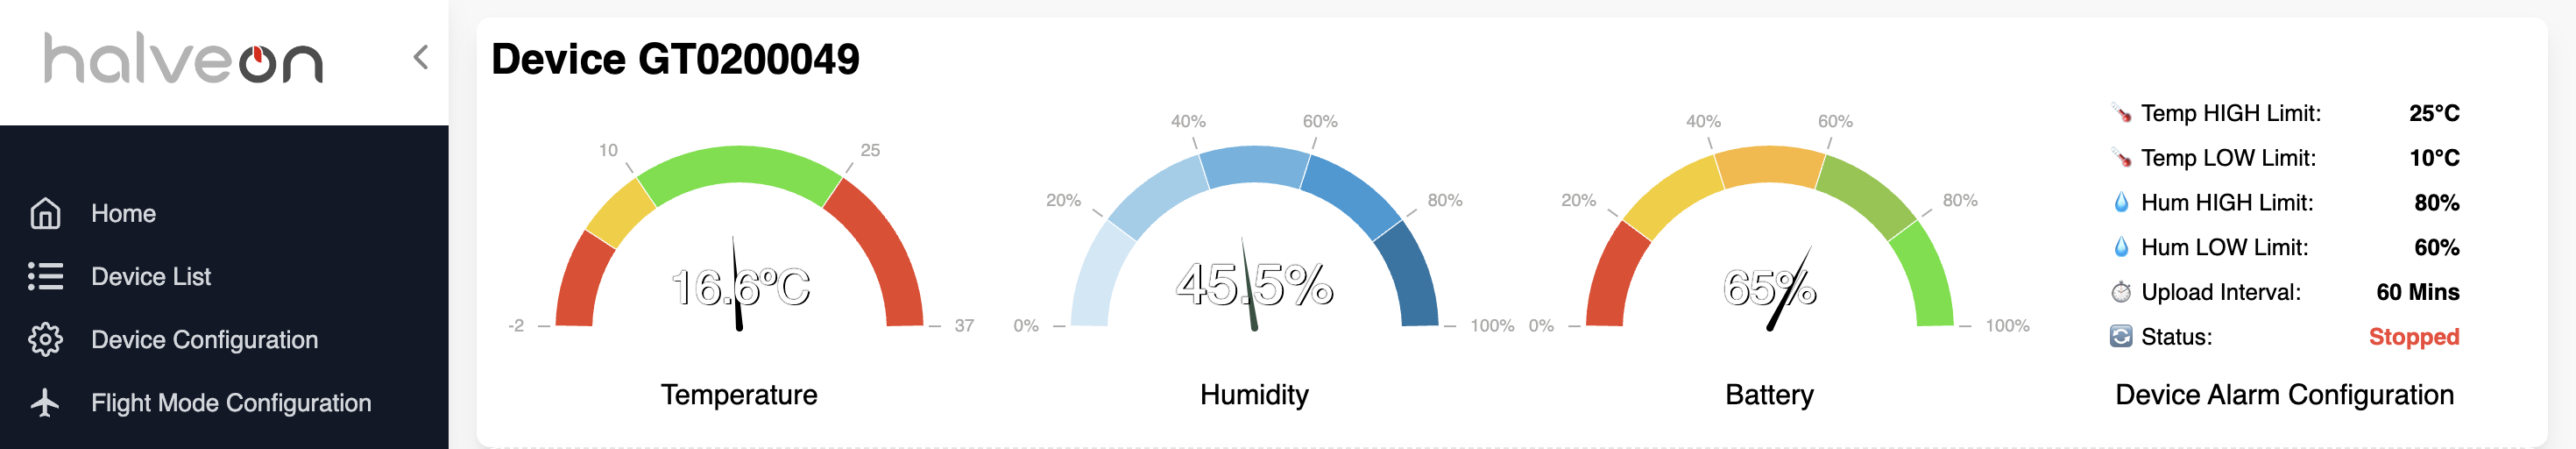 halveon
Home
Device List
Device Configuration
Flight Mode Configuration
Device GT0200049
-2
10
25
37
16.6°C
Temperature
0%
20%
40%
60%
80%
100%
45.5%
Humidity
0%
20%
40%
60%
80%
100%
65%
Battery
Temp HIGH Limit: 25°C
Temp LOW Limit: 10°C
Hum HIGH Limit: 80%
Hum LOW Limit: 60%
Upload Interval: 60 Mins
Status: Stopped
Device Alarm Configuration